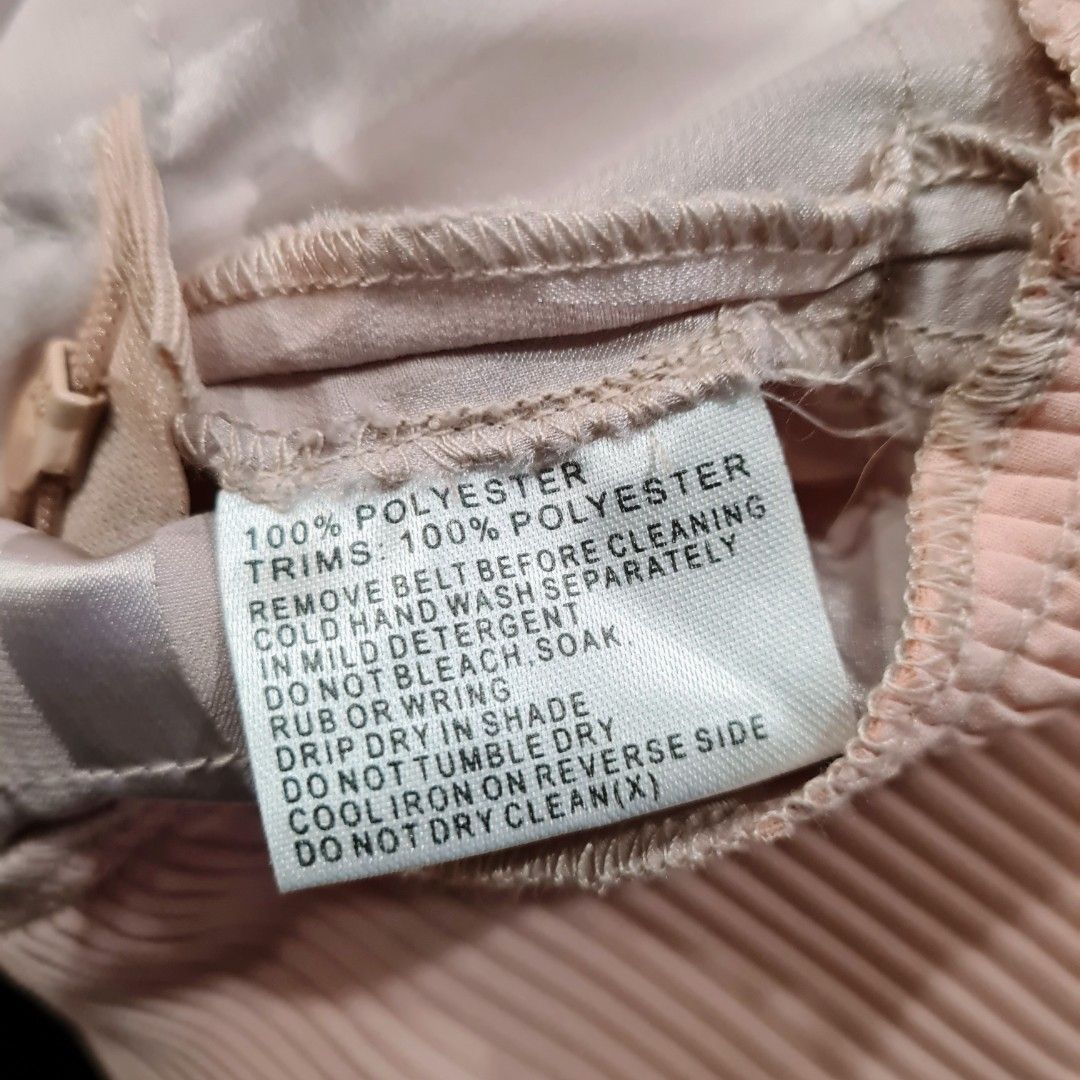 100% POLYESTER
TRIMS: 100% POLYESTER
REMOVE BELT BEFORE CLEANING
COLD HAND WASH SEPARATELY
IN MILD DETERGENT
DO NOT BLEACH,SOAK,
RUB OR WRING
DRIP DRY IN SHADE
DO NOT TUMBLE DRY
COOL IRON ON REVERSE SIDE
DO NOT DRY CLEAN(X)